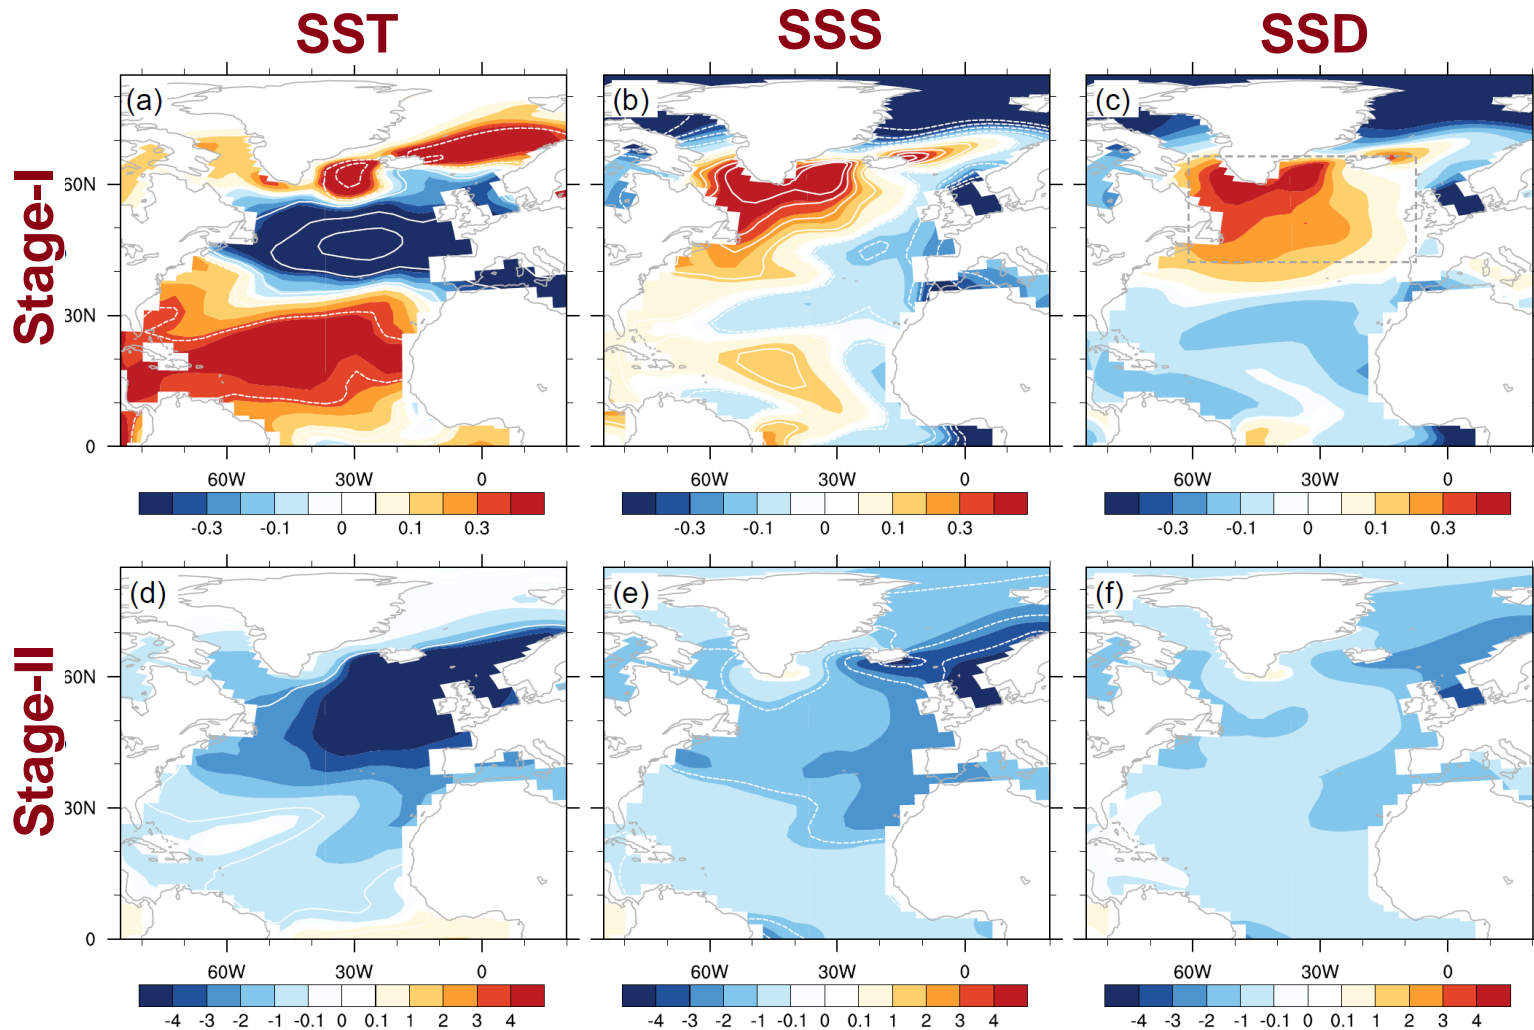 SST SSS SSD
Stage-I
(a) (b) (c)
60N
30N
0
60W 30W 0 60W 30W 0 60W 30W 0
-0.3 -0.1 0 0.1 0.3 -0.3 -0.1 0 0.1 0.3 -0.3 -0.1 0 0.1 0.3
Stage-II
(d) (e) (f)
60N
30N
0
60W 30W 0 60W 30W 0 60W 30W 0
-4 -3 -2 -1 -0.1 0 0.1 1 2 3 4 -4 -3 -2 -1 -0.1 0 0.1 1 2 3 4 -4 -3 -2 -1 -0.1 0 0.1 1 2 3 4